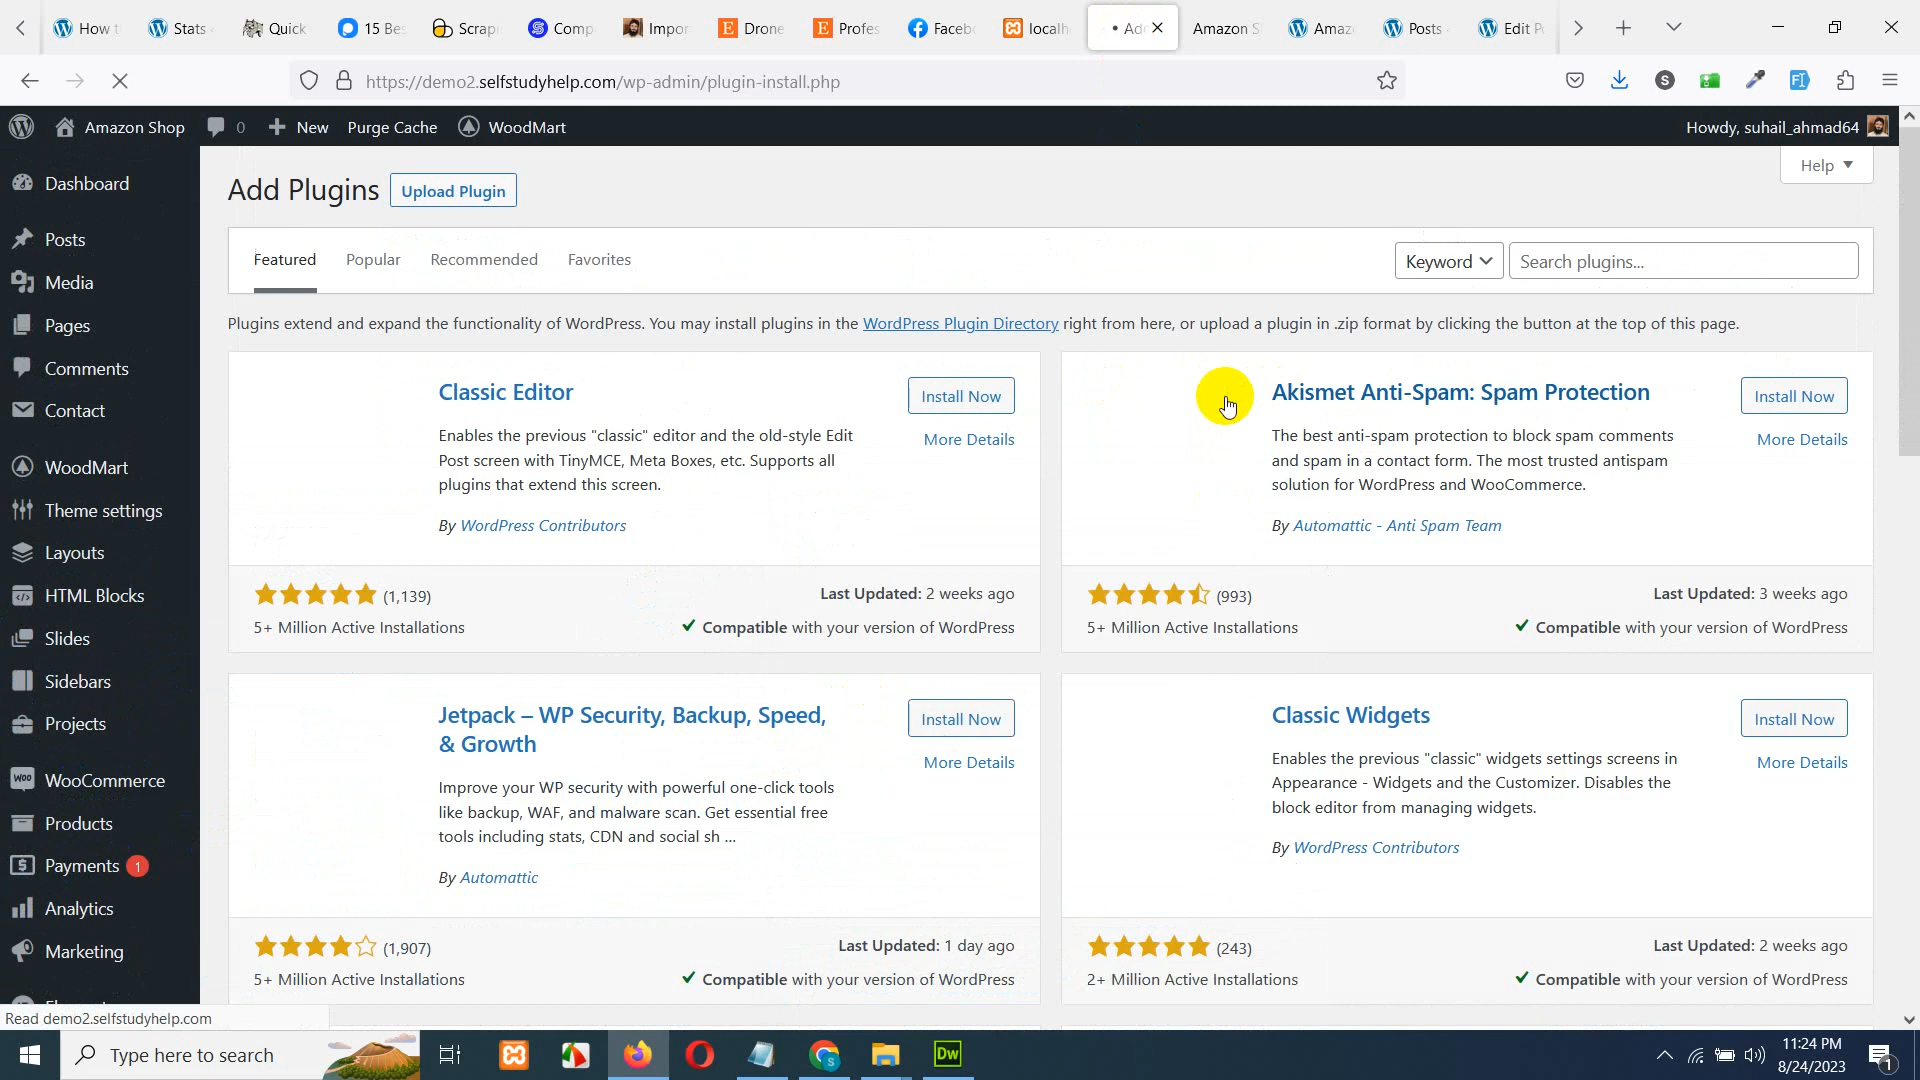 How t
Stats
Quick
15 Bes
Scrap
Comp
Impor
Drone
Profes
Facebo
localh
Ad
Amazon S
Amaz
Posts
Edit P
https://demo2.selfstudyhelp.com/wp-admin/plugin-install.php
Amazon Shop
0
New
Purge Cache
WoodMart
Howdy, suhail_ahmad64
Help
Dashboard
Posts
Media
Pages
Comments
Contact
WoodMart
Theme settings
Layouts
HTML Blocks
Slides
Sidebars
Projects
WooCommerce
Products
Payments 1
Analytics
Marketing
Add Plugins
Upload Plugin
Featured
Popular
Recommended
Favorites
Keyword
Search plugins...
Plugins extend and expand the functionality of WordPress. You may install plugins in the WordPress Plugin Directory right from here, or upload a plugin in .zip format by clicking the button at the top of this page.
Classic Editor
Install Now
More Details
Enables the previous "classic" editor and the old-style Edit
Post screen with TinyMCE, Meta Boxes, etc. Supports all
plugins that extend this screen.
By WordPress Contributors
(1,139)
Last Updated: 2 weeks ago
5+ Million Active Installations
Compatible with your version of WordPress
Akismet Anti-Spam: Spam Protection
Install Now
More Details
The best anti-spam protection to block spam comments
and spam in a contact form. The most trusted antispam
solution for WordPress and WooCommerce.
By Automattic - Anti Spam Team
(993)
Last Updated: 3 weeks ago
5+ Million Active Installations
Compatible with your version of WordPress
Jetpack – WP Security, Backup, Speed,
& Growth
Install Now
More Details
Improve your WP security with powerful one-click tools
like backup, WAF, and malware scan. Get essential free
tools including stats, CDN and social sh ...
By Automattic
(1,907)
Last Updated: 1 day ago
5+ Million Active Installations
Compatible with your version of WordPress
Classic Widgets
Install Now
More Details
Enables the previous "classic" widgets settings screens in
Appearance - Widgets and the Customizer. Disables the
block editor from managing widgets.
By WordPress Contributors
(243)
Last Updated: 2 weeks ago
2+ Million Active Installations
Compatible with your version of WordPress
Read demo2.selfstudyhelp.com
Type here to search
Dw
11:24 PM
8/24/2023
1